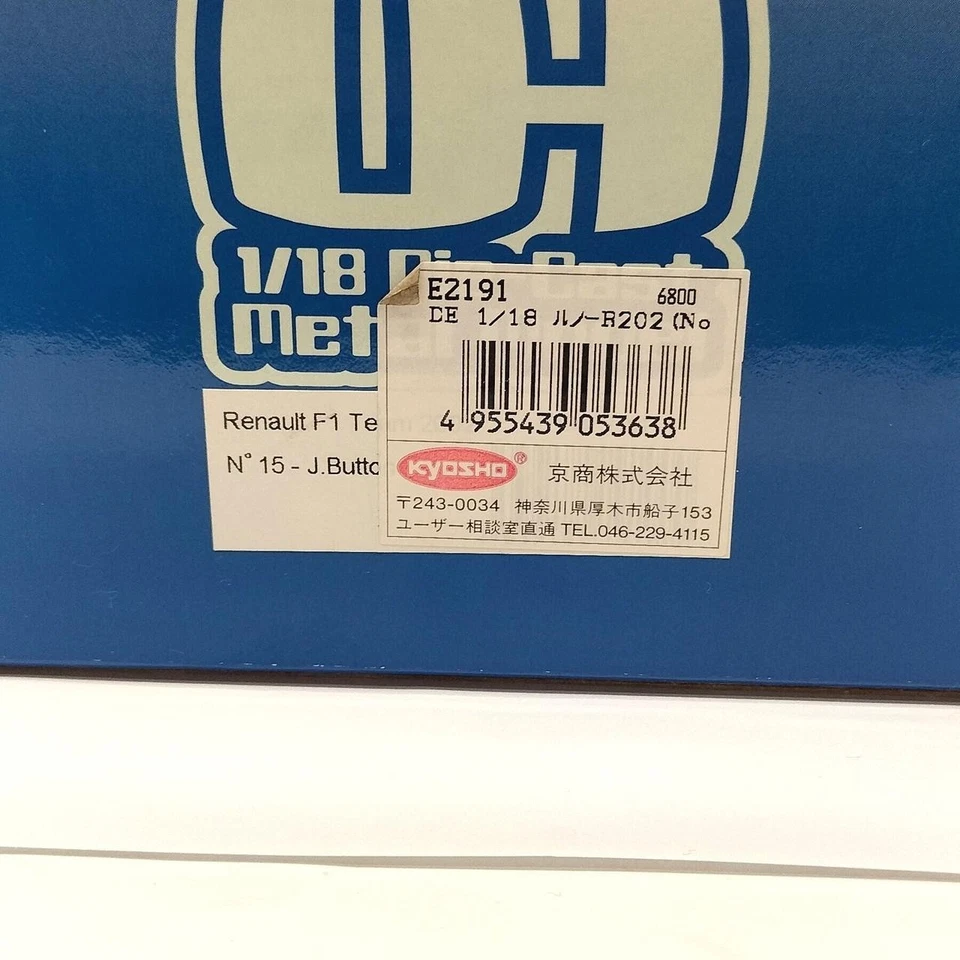 1/18 Die-Cast
Met
E2191 6800
DE 1/18 ルノーR202 (No
4 955439 053638
Renault F1 Te
N° 15 - J.Butto
KYOSHO ® 京商株式会社
〒243-0034 神奈川県厚木市船子153
ユーザー相談室直通 TEL.046-229-4115